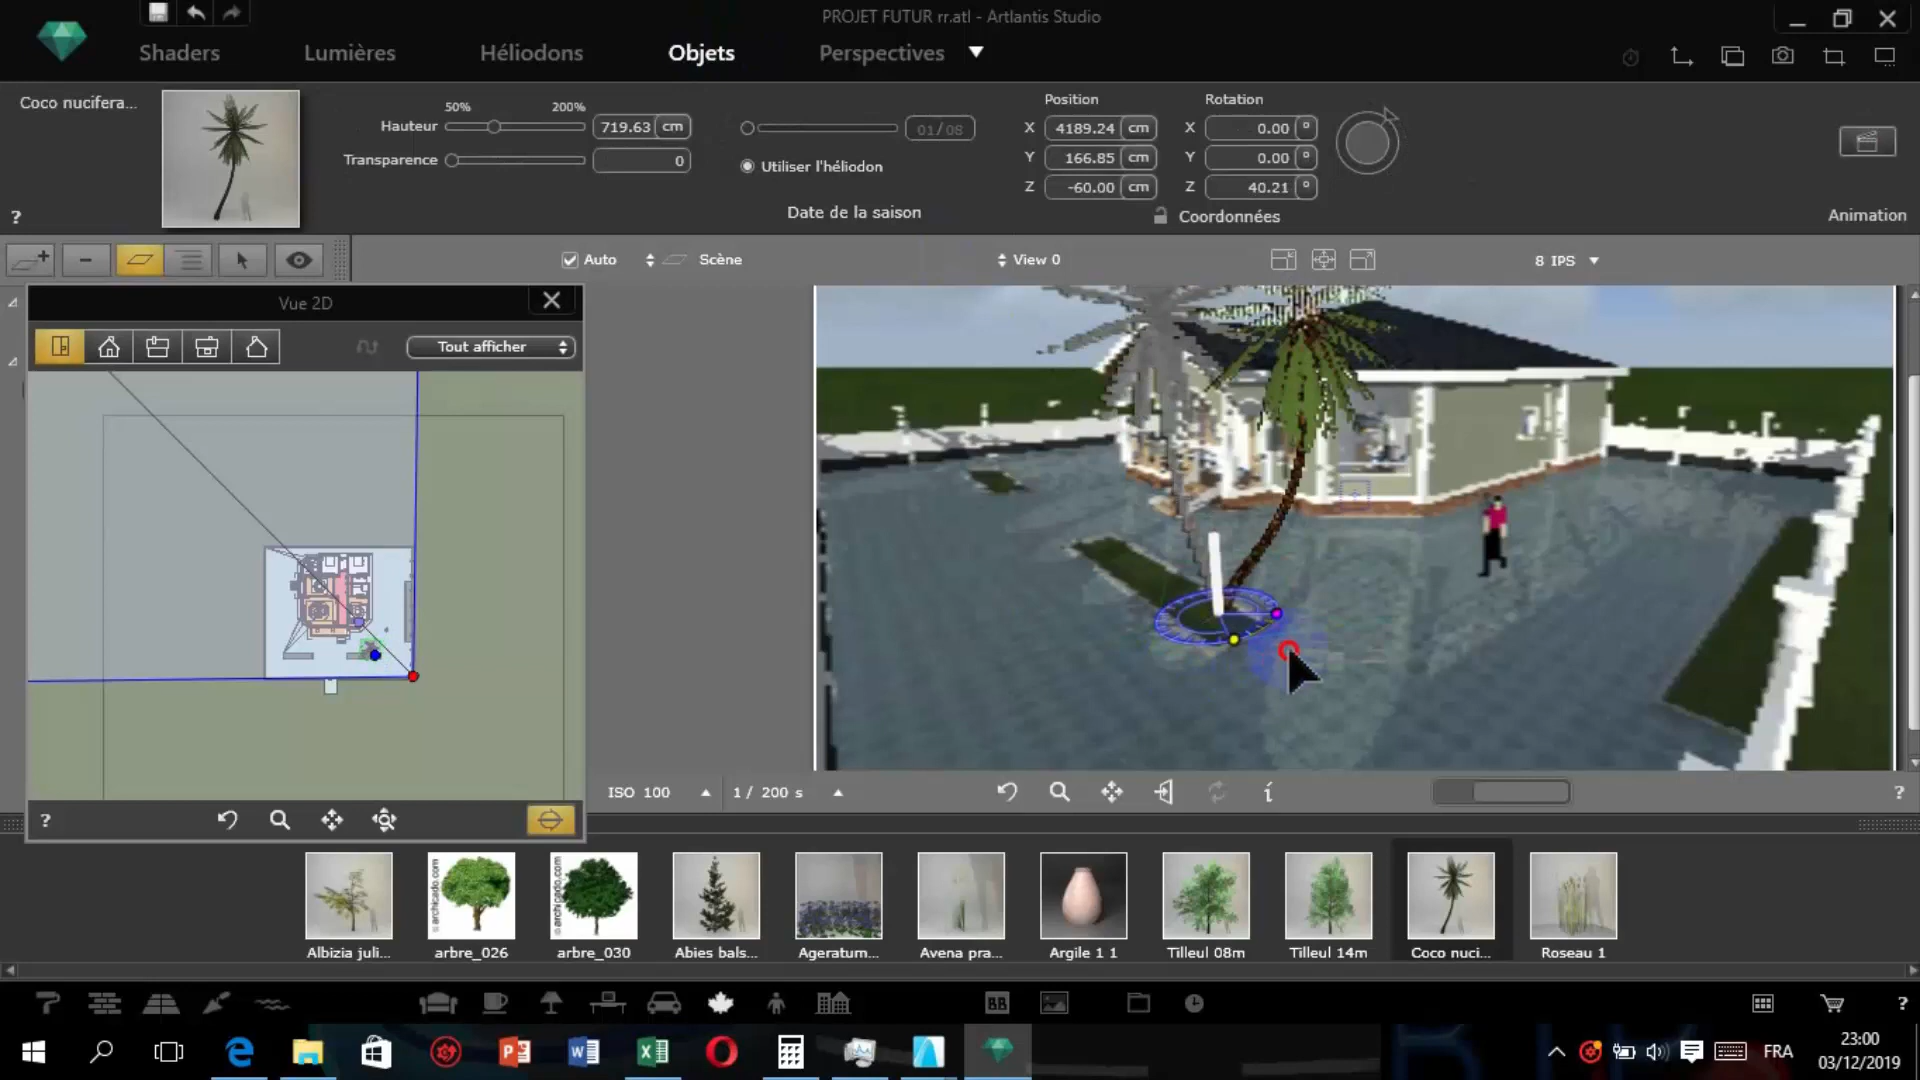 PROJET FUTUR rr.atl - Artlantis Studio
Shaders
Lumières
Héliodons
Objets
Perspectives
Coco nucifera...
50%
200%
Hauteur
719.63 cm
Transparence
0
01/08
Utiliser l'héliodon
Date de la saison
Position
X 4189.24 cm
Y 166.85 cm
Z -60.00 cm
Rotation
X 0.00 °
Y 0.00 °
Z 40.21 °
Coordonnées
Animation
?
Auto
Scène
View 0
8 IPS
Vue 2D
Tout afficher
?
ISO 100
1 / 200 s
i
?
©archicado.com
©archicado.com
Albizia juli...
arbre_026
arbre_030
Abies bals...
Ageratum...
Avena pra...
Argile 1 1
Tilleul 08m
Tilleul 14m
Coco nuci...
Roseau 1
BB
?
FRA
23:00
03/12/2019